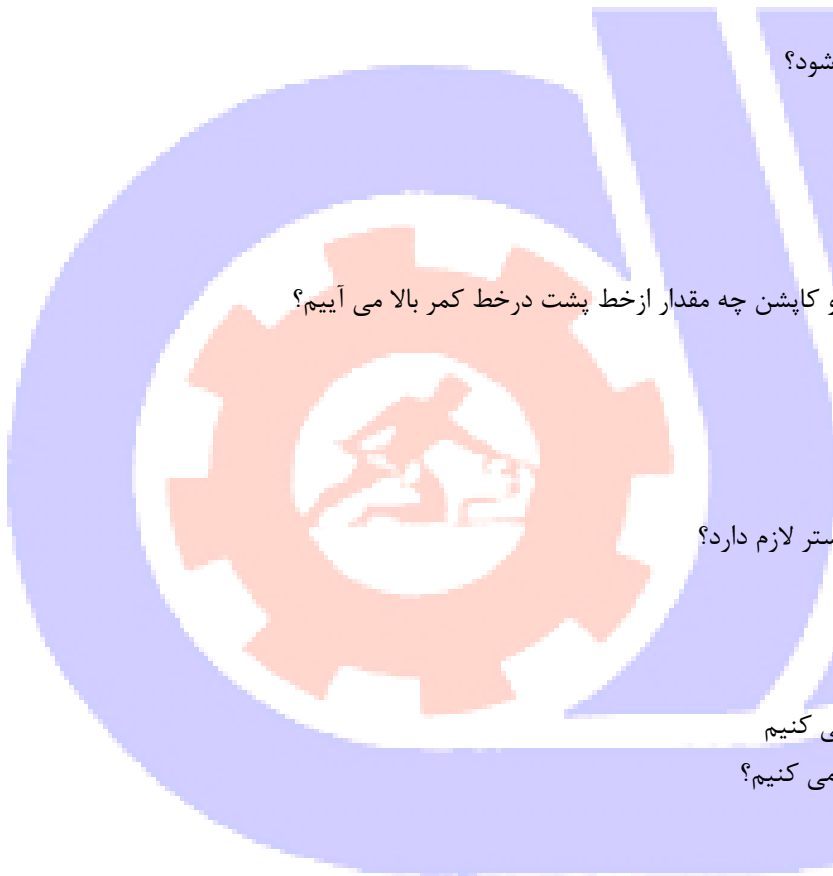 شود؟
و کاپشن چه مقدار ازخط پشت درخط کمر بالا می آییم؟
ستر لازم دارد؟
ی کنیم
می کنیم؟